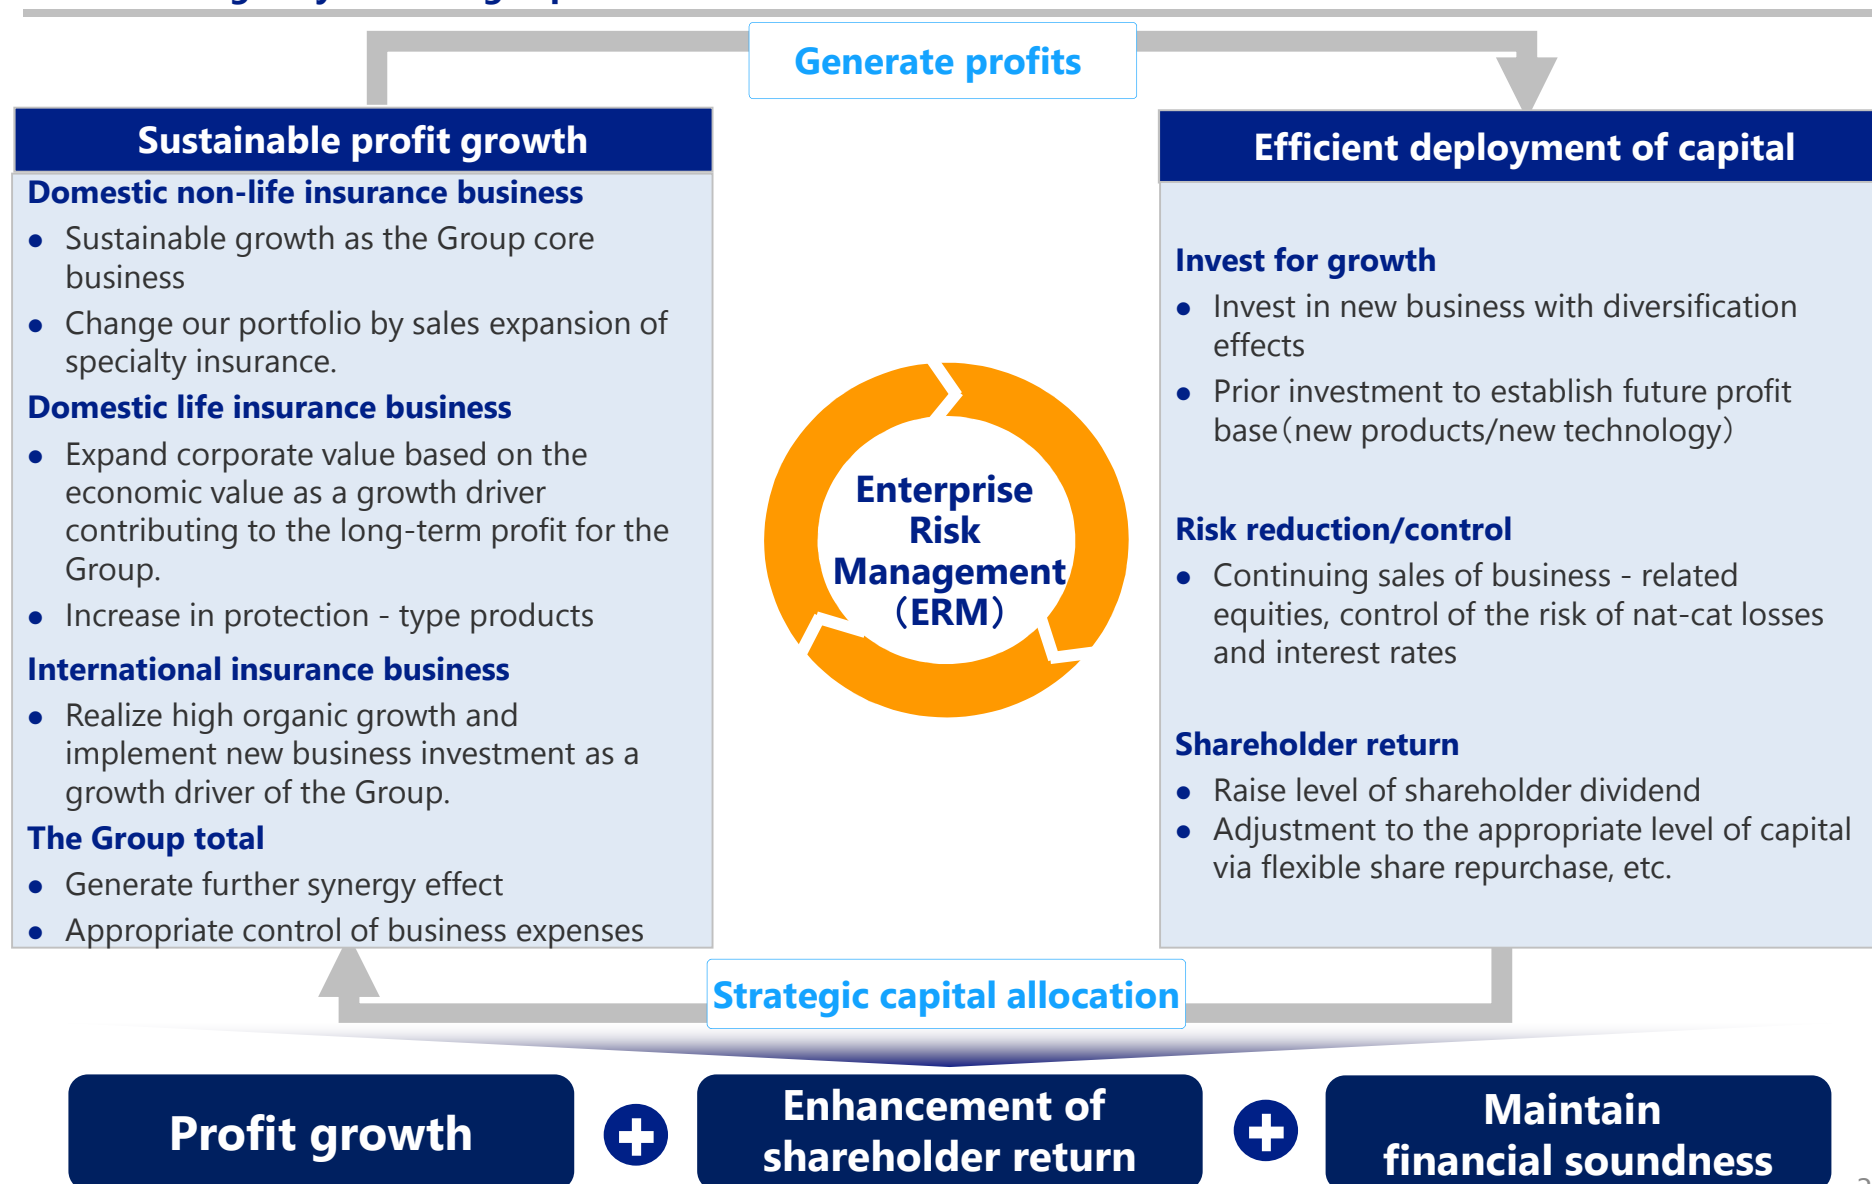 Generate profits
Sustainable profit growth
Domestic non-life insurance business
● Sustainable growth as the Group core
business
● Change our portfolio by sales expansion of
specialty insurance.
Domestic life insurance business
● Expand corporate value based on the
economic value as a growth driver
contributing to the long-term profit for the
Group.
● Increase in protection - type products
International insurance business
● Realize high organic growth and
implement new business investment as a
growth driver of the Group.
The Group total
● Generate further synergy effect
● Appropriate control of business expenses
Enterprise
Risk
Management
（ERM）
Efficient deployment of capital
Invest for growth
● Invest in new business with diversification
effects
● Prior investment to establish future profit
base（new products/new technology）
Risk reduction/control
● Continuing sales of business - related
equities, control of the risk of nat-cat losses
and interest rates
Shareholder return
● Raise level of shareholder dividend
● Adjustment to the appropriate level of capital
via flexible share repurchase, etc.
Strategic capital allocation
Profit growth
Enhancement of
shareholder return
Maintain
financial soundness